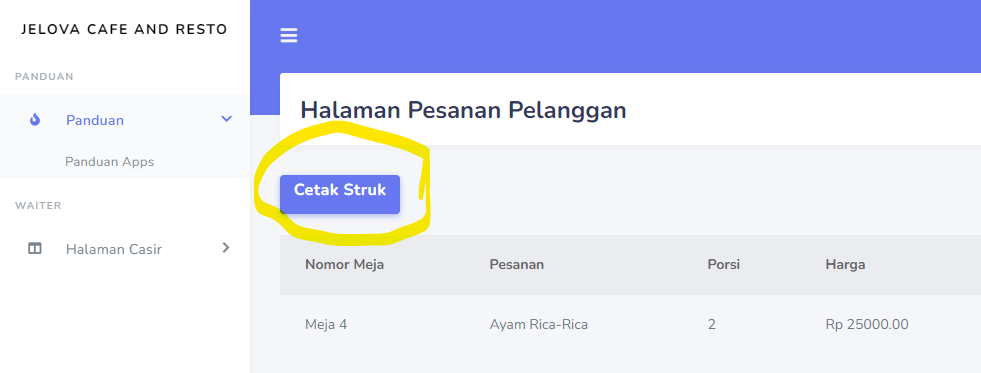 JELOVA CAFE AND RESTO
PANDUAN
Panduan
Panduan Apps
WAITER
Halaman Casir
Halaman Pesanan Pelanggan
Cetak Struk
Nomor Meja Pesanan Porsi Harga
Meja 4 Ayam Rica-Rica 2 Rp 25000.00